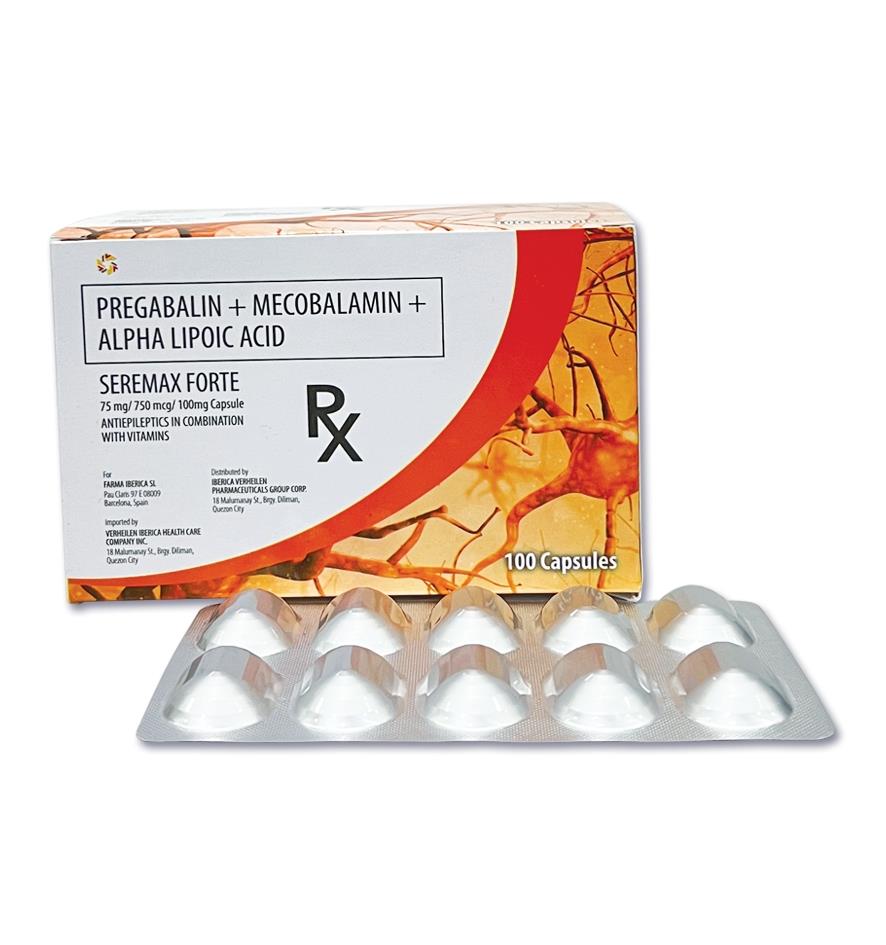 PREGABALIN + MECOBALAMIN +
ALPHA LIPOIC ACID
SEREMAX FORTE
75 mg/ 750 mcg/ 100mg Capsule
ANTIEPILEPTICS IN COMBINATION
WITH VITAMINS
Rx
For
FARMA IBERICA SL
Pau Claris 97 E 08009
Barcelona, Spain
Distributed by
IBERICA VERHEILEN
PHARMACEUTICALS GROUP CORP.
18 Malumanay St., Brgy. Diliman,
Quezon City
Imported by
VERHEILEN IBERICA HEALTH CARE
COMPANY INC.
18 Malumanay St., Brgy. Diliman,
Quezon City
100 Capsules